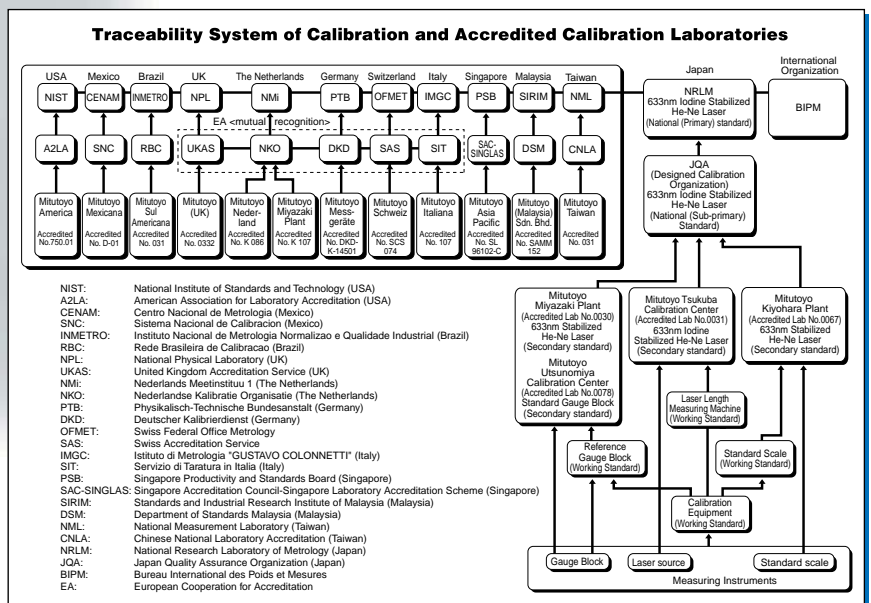 Traceability System of Calibration and Accredited Calibration Laboratories
USA
Mexico
Brazil
UK
The Netherlands
Germany
Switzerland
Italy
Singapore
Malaysia
Taiwan
Japan
International
Organization
NIST
CENAM
INMETRO
NPL
NMi
PTB
OFMET
IMGC
PSB
SIRIM
NML
NRLM
633nm Iodine Stabilized
He-Ne Laser
(National (Primary) standard)
BIPM
EA <mutual recognition>
A2LA
SNC
RBC
UKAS
NKO
DKD
SAS
SIT
SAC-
SINGLAS
DSM
CNLA
JQA
(Designed Calibration
Organization)
633nm Iodine Stabilized
He-Ne Laser
(National (Sub-primary)
Standard)
Mitutoyo
America
Accredited
No.750.01
Mitutoyo
Mexicana
Accredited
No. D-01
Mitutoyo
Sul
Americana
Accredited
No. 031
Mitutoyo
(UK)
Accredited
No. 0332
Mitutoyo
Neder-
land
Accredited
No. K 086
Mitutoyo
Miyazaki
Plant
Accredited
No. K 107
Mitutoyo
Mess-
geräte
Accredited
No. DKD-
K-14501
Mitutoyo
Schweiz
Accredited
No. SCS
074
Mitutoyo
Italiana
Accredited
No. 107
Mitutoyo
Asia
Pacific
Accredited
No. SL
96102-C
Mitutoyo
(Malaysia)
Sdn. Bhd.
Accredited
No. SAMM
152
Mitutoyo
Taiwan
Accredited
No. 031
NIST: National Institute of Standards and Technology (USA)
A2LA: American Association for Laboratory Accreditation (USA)
CENAM: Centro Nacional de Metrologia (Mexico)
SNC: Sistema Nacional de Calibracion (Mexico)
INMETRO: Instituto Nacional de Metrologia Normalizao e Qualidade Industrial (Brazil)
RBC: Rede Brasileira de Calibracao (Brazil)
NPL: National Physical Laboratory (UK)
UKAS: United Kingdom Accreditation Service (UK)
NMi: Nederlands Meetinstituu 1 (The Netherlands)
NKO: Nederlandse Kalibratie Organisatie (The Netherlands)
PTB: Physikalisch-Technische Bundesanstalt (Germany)
DKD: Deutscher Kalibrierdienst (Germany)
OFMET: Swiss Federal Office Metrology
SAS: Swiss Accreditation Service
IMGC: Istituto di Metrologia "GUSTAVO COLONNETTI" (Italy)
SIT: Servizio di Taratura in Italia (Italy)
PSB: Singapore Productivity and Standards Board (Singapore)
SAC-SINGLAS: Singapore Accreditation Council-Singapore Laboratory Accreditation Scheme (Singapore)
SIRIM: Standards and Industrial Research Institute of Malaysia (Malaysia)
DSM: Department of Standards Malaysia (Malaysia)
NML: National Measurement Laboratory (Taiwan)
CNLA: Chinese National Laboratory Accreditation (Taiwan)
NRLM: National Research Laboratory of Metrology (Japan)
JQA: Japan Quality Assurance Organization (Japan)
BIPM: Bureau International des Poids et Mesures
EA: European Cooperation for Accreditation
Mitutoyo
Miyazaki Plant
(Accredited Lab No.0030)
633nm Stabilized
He-Ne Laser
(Secondary standard)
Mitutoyo
Utsunomiya
Calibration Center
(Accredited Lab No.0078)
Standard Gauge Block
(Secondary standard)
Mitutoyo Tsukuba
Calibration Center
(Accredited Lab No.0031)
633nm Iodine
Stabilized He-Ne Laser
(Secondary standard)
Mitutoyo
Kiyohara Plant
(Accredited Lab No.0067)
633nm Stabilized
He-Ne Laser
(Secondary standard)
Laser Length
Measuring Machine
(Working Standard)
Reference
Gauge Block
(Working Standard)
Standard Scale
(Working Standard)
Calibration
Equipment
(Working Standard)
Gauge Block
Laser source
Standard scale
Measuring Instruments